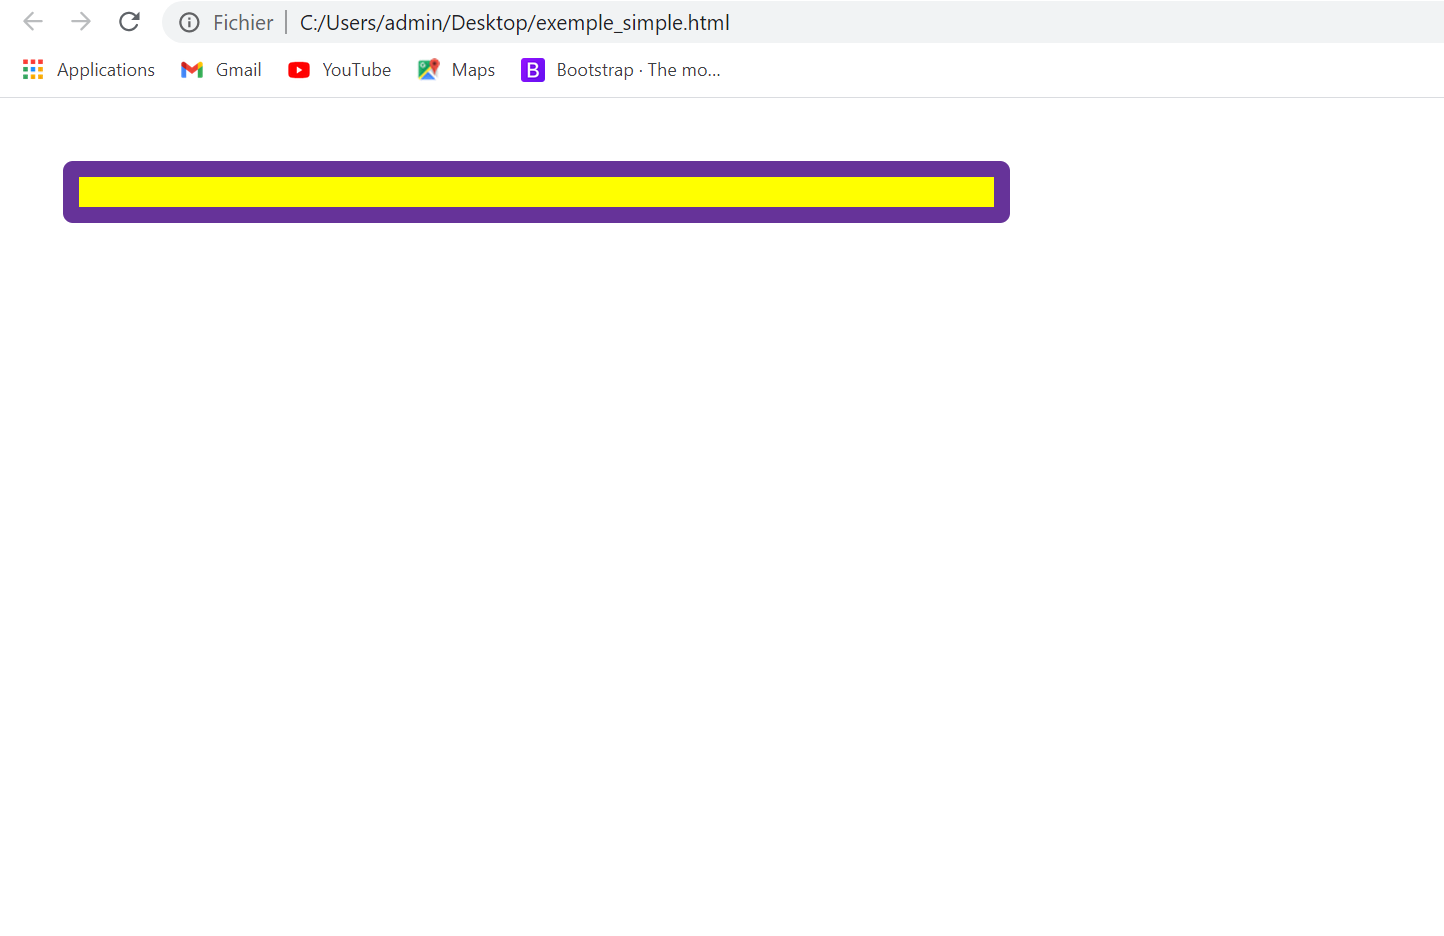 Fichier C:/Users/admin/Desktop/exemple_simple.html
Applications Gmail YouTube Maps B Bootstrap · The mo...